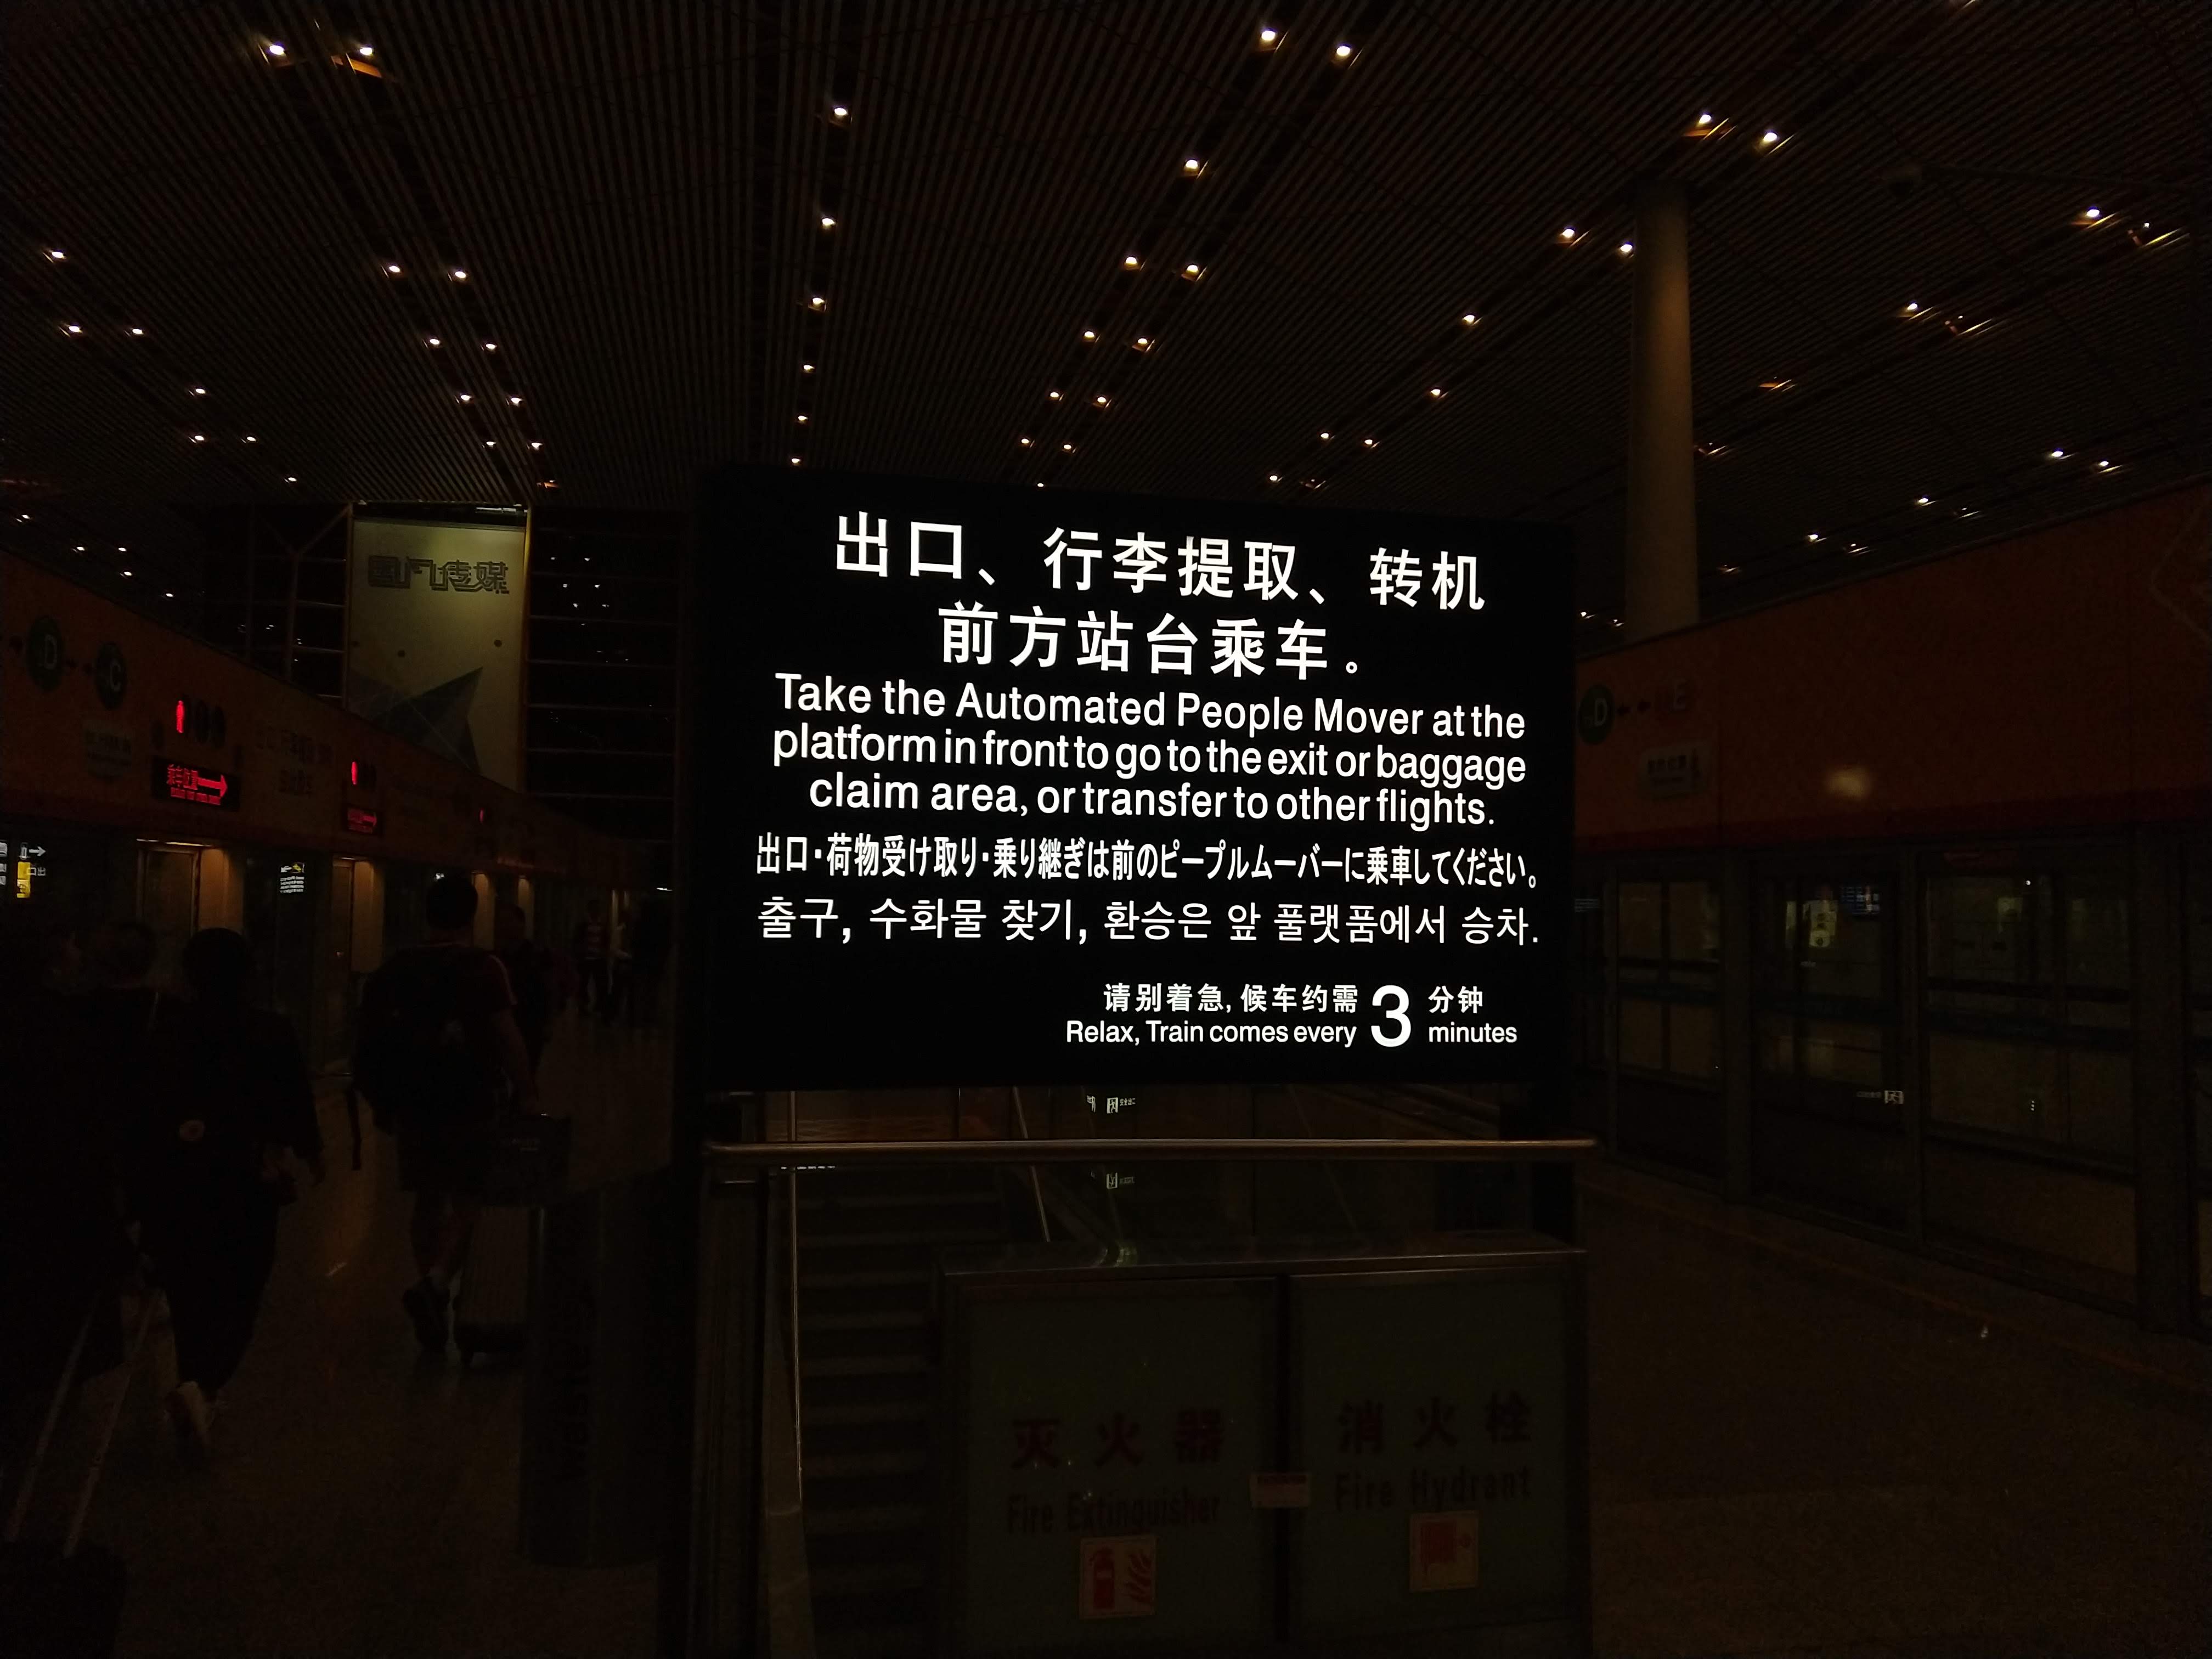 出口、行李提取、转机
前方站台乘车。
Take the Automated People Mover at the
platform in front to go to the exit or baggage
claim area, or transfer to other flights.
出口・荷物受け取り・乗り継ぎは前のピープルムーバーに乗車してください。
출구, 수화물 찾기, 환승은 앞 플랫폼에서 승차.
请别着急, 候车约需 3 分钟
Relax, Train comes every minutes
D
C
D
E
灭火器
Fire Extinguisher
消火栓
Fire Hydrant